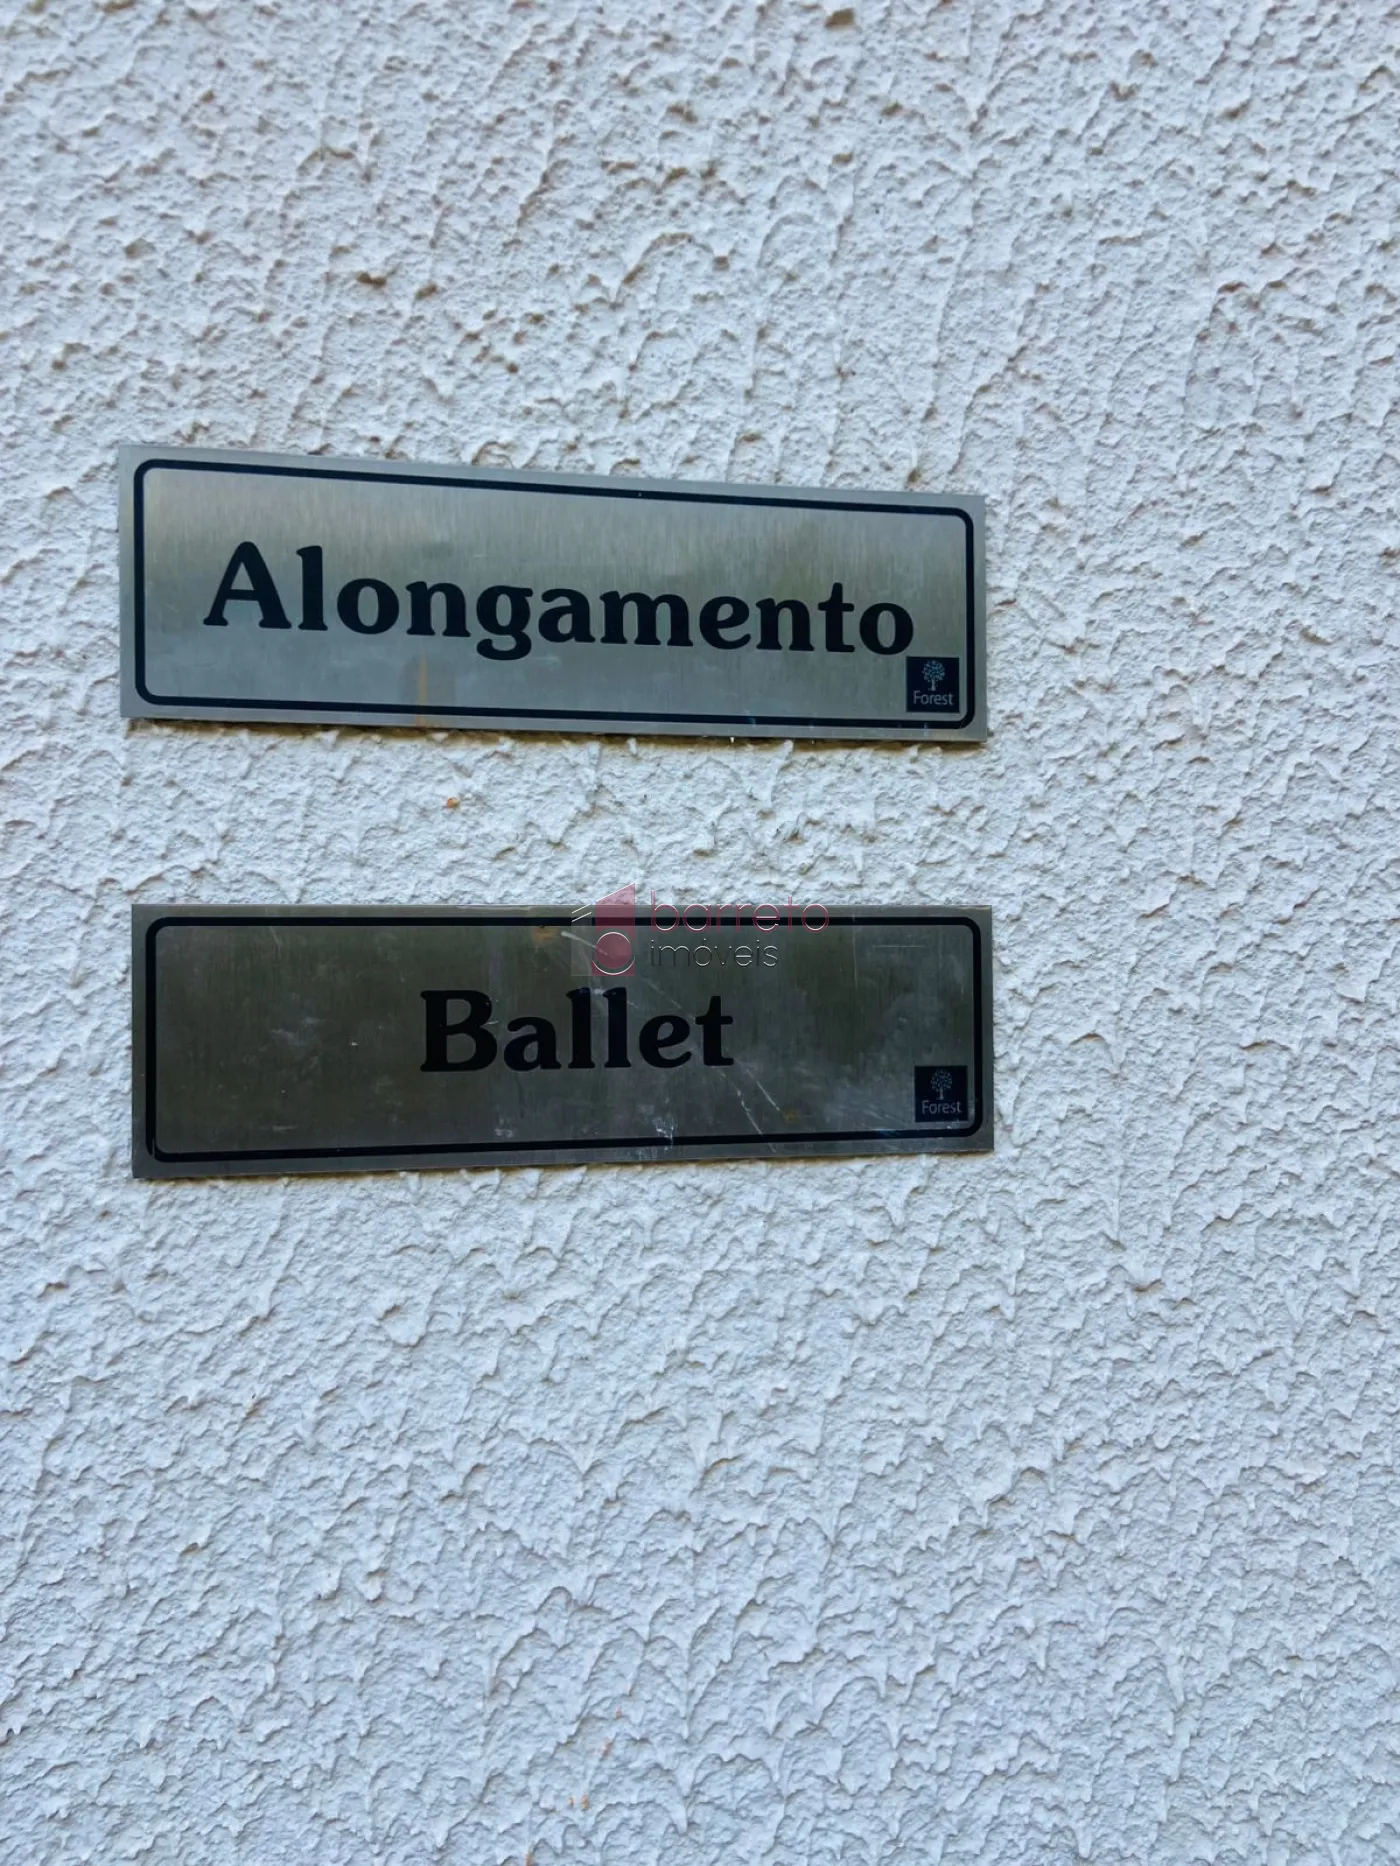 Alongamento
Forest
barreto
imóveis
Ballet
Forest